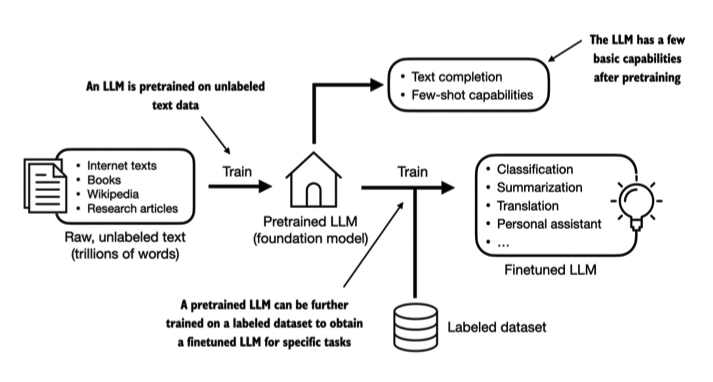 The LLM has a few
basic capabilities
after pretraining
An LLM is pretrained on unlabeled
text data
• Text completion
• Few-shot capabilities
• Internet texts
• Books
• Wikipedia
• Research articles
Raw, unlabeled text
(trillions of words)
Train
Pretrained LLM
(foundation model)
Train
• Classification
• Summarization
• Translation
• Personal assistant
• ...
Finetuned LLM
A pretrained LLM can be further
trained on a labeled dataset to obtain
a finetuned LLM for specific tasks
Labeled dataset